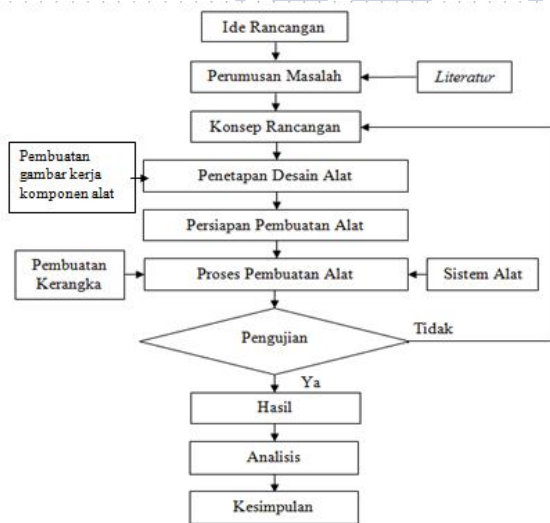 Ide Rancangan
Perumusan Masalah
Literatur
Konsep Rancangan
Pembuatan
gambar kerja
komponen alat
Penetapan Desain Alat
Persiapan Pembuatan Alat
Pembuatan
Kerangka
Proses Pembuatan Alat
Sistem Alat
Pengujian
Tidak
Ya
Hasil
Analisis
Kesimpulan